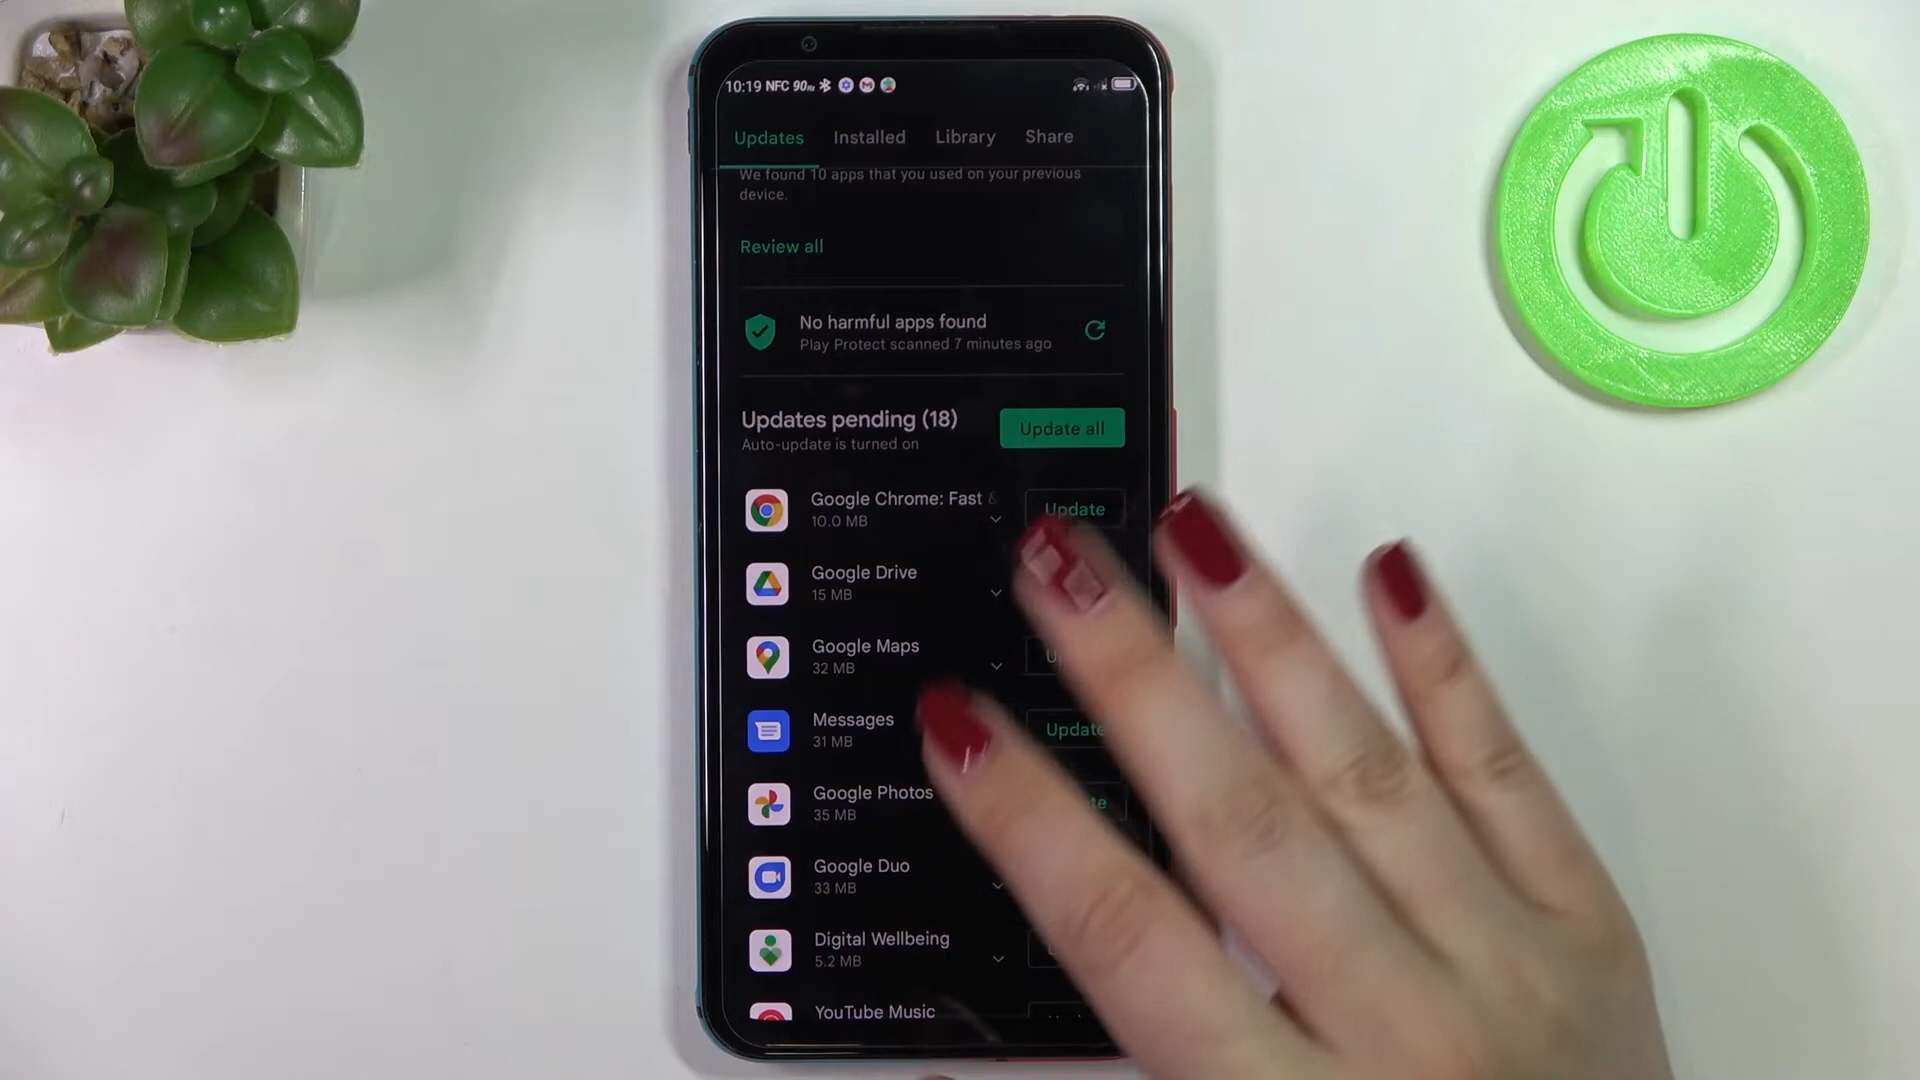 10:19 NFC 90Hz
Updates Installed Library Share
We found 10 apps that you used on your previous
device.
Review all
No harmful apps found
Play Protect scanned 7 minutes ago
Updates pending (18)
Update all
Auto-update is turned on
Google Chrome: Fast &
Update
10.0 MB
Google Drive
15 MB
Google Maps
32 MB
Messages
Update
31 MB
Google Photos
35 MB
Google Duo
33 MB
Digital Wellbeing
5.2 MB
YouTube Music